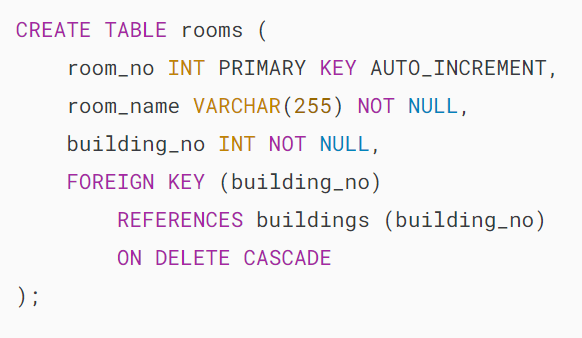 CREATE TABLE rooms (
    room_no INT PRIMARY KEY AUTO_INCREMENT,
    room_name VARCHAR(255) NOT NULL,
    building_no INT NOT NULL,
    FOREIGN KEY (building_no)
        REFERENCES buildings (building_no)
        ON DELETE CASCADE
);